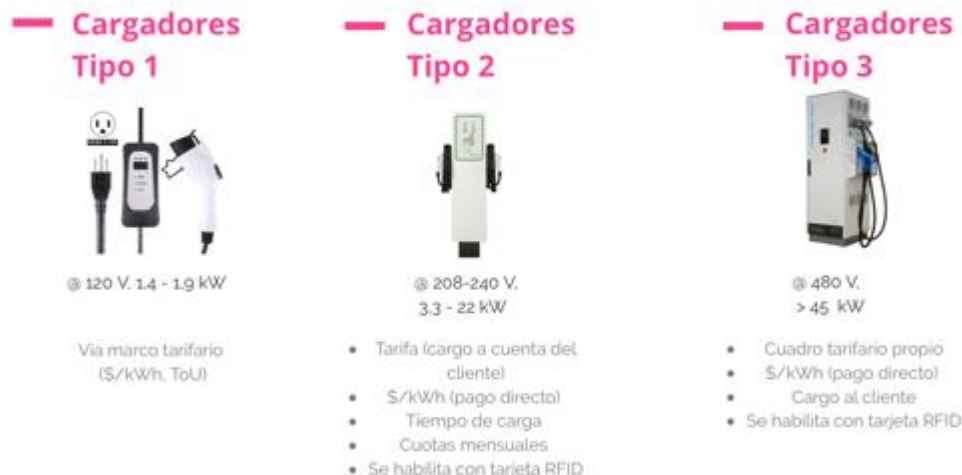 Cargadores
Tipo 1
@ 120 V. 1.4 - 1.9 kW
Via marco tarifario
($/kWh, ToU)
Cargadores
Tipo 2
@ 208-240 V,
3.3 - 22 kW
• Tarifa (cargo a cuenta del
cliente)
• $/kWh (pago directo)
• Tiempo de carga
• Cuotas mensuales
• Se habilita con tarjeta RFID
Cargadores
Tipo 3
@ 480 V,
> 45 kW
• Cuadro tarifario propio
• $/kWh (pago directo)
• Cargo al cliente
• Se habilita con tarjeta RFID